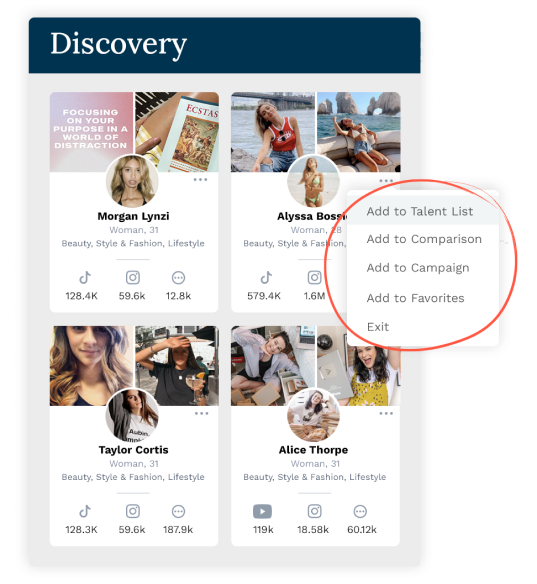 Discovery
FOCUSING
ON YOUR
PURPOSE IN A
WORLD OF
DISTRACTION
ECSTAS
Morgan Lynzi
Woman, 31
Beauty, Style & Fashion, Lifestyle
128.4K
59.6k
12.8k
Alyssa Bossi
Woman, 28
Beauty, Style & Fashion,
579.4K
1.6M
Add to Talent List
Add to Comparison
Add to Campaign
Add to Favorites
Exit
Aubin
Taylor Cortis
Woman, 31
Beauty, Style & Fashion, Lifestyle
128.3K
59.6k
187.9k
Alice Thorpe
Woman, 31
Beauty, Style & Fashion, Lifestyle
119k
18.58k
60.12k